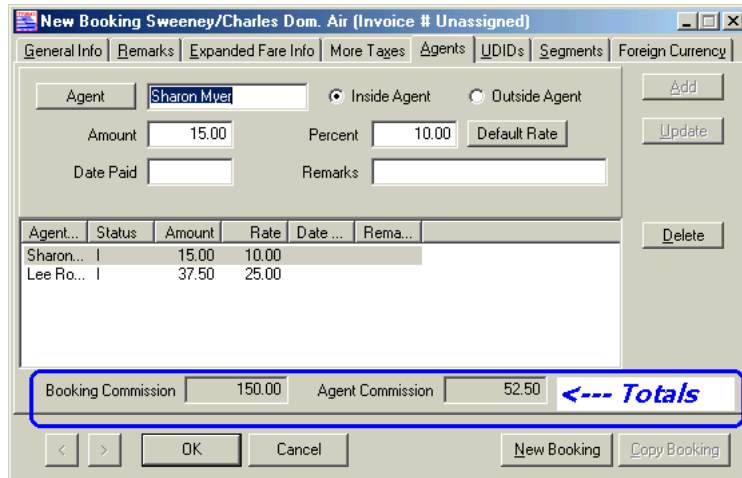 New Booking Sweeney/Charles Dom. Air (Invoice # Unassigned)
General Info Remarks Expanded Fare Info More Taxes Agents UDIDs Segments Foreign Currency
Agent Sharon Myer Inside Agent Outside Agent Add
Amount 15.00 Percent 10.00 Default Rate Update
Date Paid Remarks
Agent... Status Amount Rate Date ... Rema... Delete
Sharon... I 15.00 10.00
Lee Ro... I 37.50 25.00
Booking Commission 150.00 Agent Commission 52.50 <--- Totals
< > OK Cancel New Booking Copy Booking